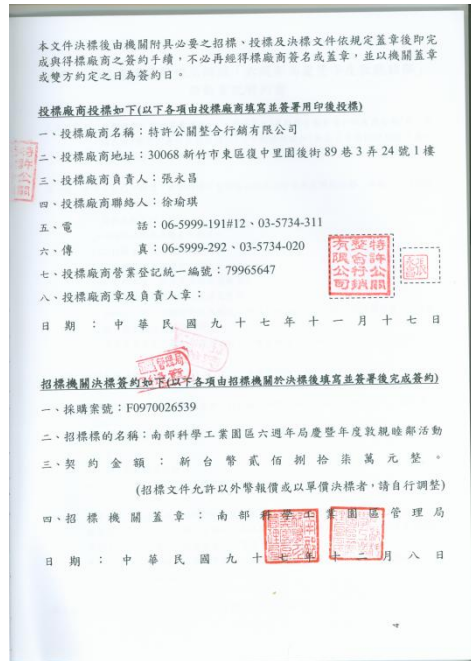 本文件決標後由機關附具必要之招標、投標及決標文件依規定蓋章後即完
成與得標廠商之簽約手續，不必再經得標廠商簽名或蓋章，並以機關蓋章
或雙方約定之日為簽約日。
投標廠商投標如下(以下各項由投標廠商填寫並簽署用印後投標)
一、投標廠商名稱：特許公關整合行銷有限公司
二、投標廠商地址：30068 新竹市東區復中里園後街 89 巷 3 弄 24 號 1 樓
三、投標廠商負責人：張永昌
四、投標廠商聯絡人：徐瑜琪
五、電話：06-5999-191#12、03-5734-311
六、傳真：06-5999-292、03-5734-020
七、投標廠商營業登記統一編號：79965647
八、投標廠商章及負責人章：
特許公關
整合行銷
有限公司
日期：中華民國九十七年十一月十七日
招標機關決標簽約如下(以下各項由招標機關於決標後填寫並簽署後完成簽約)
一、採購案號：F0970026539
二、招標標的名稱：南部科學工業園區六週年局慶暨年度敦親睦鄰活動
三、契約金額：新台幣貳佰捌拾柒萬元整。
(招標文件允許以外幣報價或以單價決標者，請自行調整)
四、招標機關蓋章：南部科學工業園區管理局
日期：中華民國九十七年十二月八日